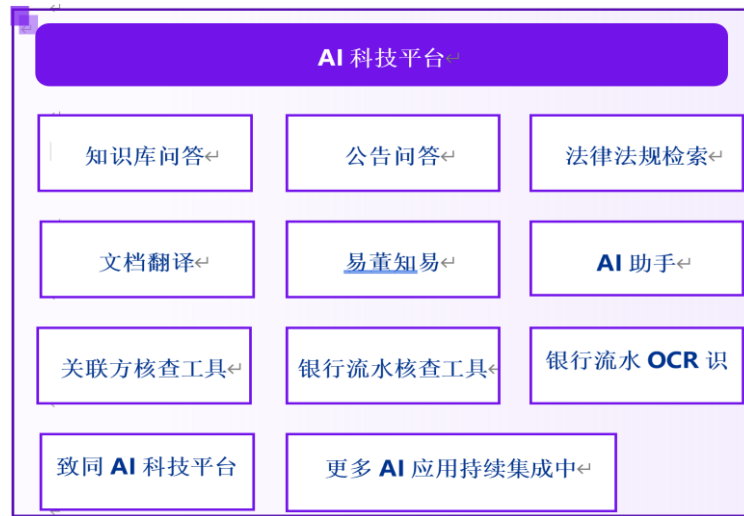 AI 科技平台
知识库问答
公告问答
法律法规检索
文档翻译
易董知易
AI 助手
关联方核查工具
银行流水核查工具
银行流水 OCR 识
致同 AI 科技平台
更多 AI 应用持续集成中